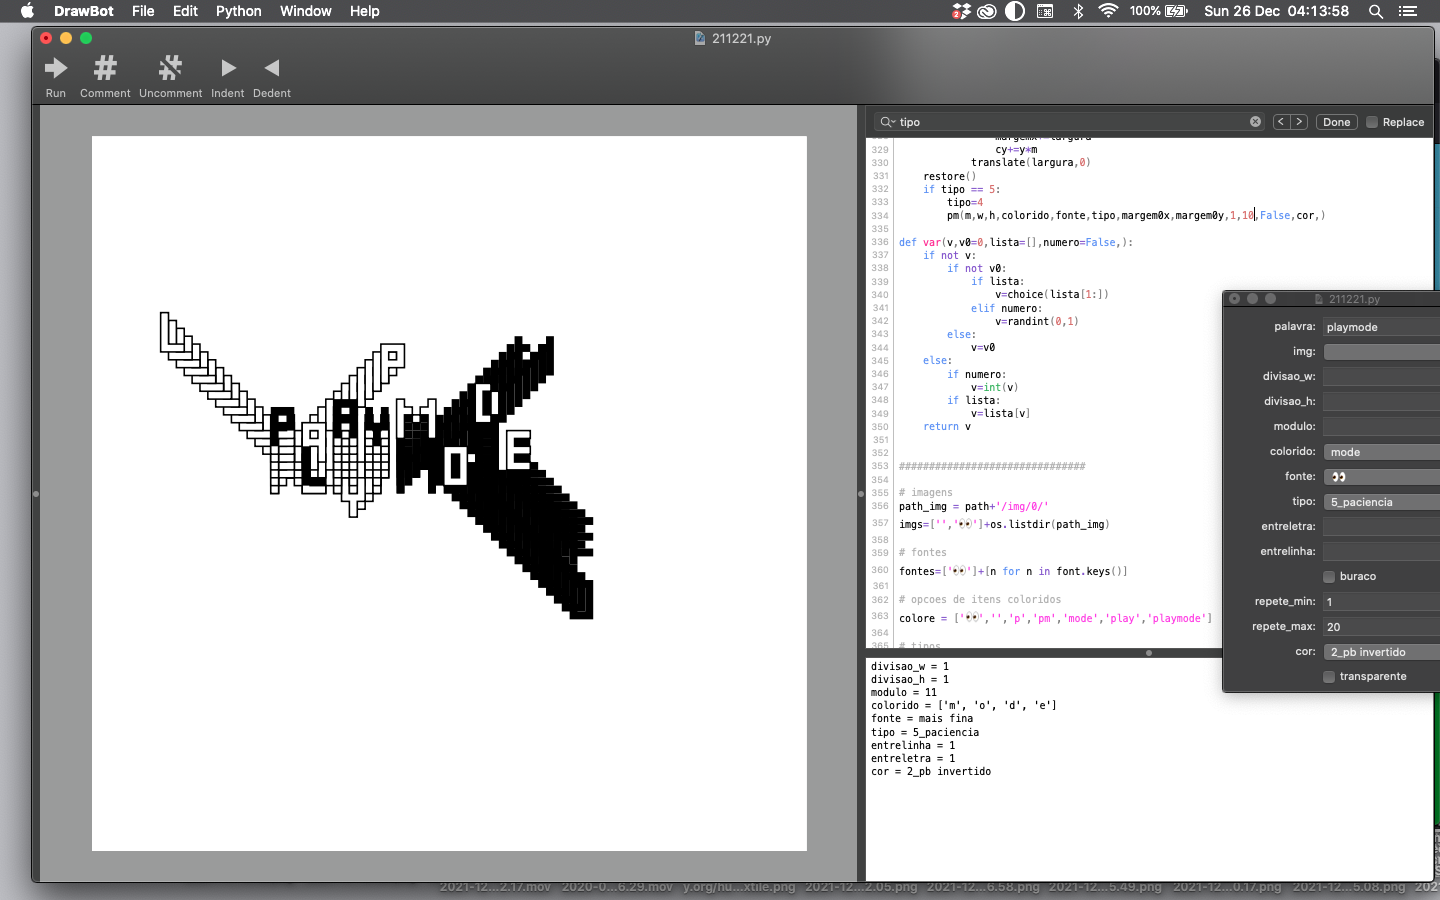 DrawBot File Edit Python Window Help
2
100% Sun 26 Dec 04:13:58
211221.py
Run Comment Uncomment Indent Dedent
tipo
< > Done Replace
329 cy+=y*m
330 translate(largura,0)
331 restore()
332 if tipo == 5:
333 tipo=4
334 pm(m,w,h,colorido,fonte,tipo,margem0x,margem0y,1,10,False,cor,)
335
336 def var(v,v0=0,lista=[],numero=False,):
337 if not v:
338 if not v0:
339 if lista:
340 v=choice(lista[1:])
341 elif numero:
342 v=randint(0,1)
343 else:
344 v=v0
345 else:
346 if numero:
347 v=int(v)
348 if lista:
349 v=lista[v]
350 return v
351
352
353 ###############################
354
355 # imagens
356 path_img = path+'/img/0/'
357 imgs=['','👀']+os.listdir(path_img)
358
359 # fontes
360 fontes=['👀']+[n for n in font.keys()]
361
362 # opcoes de itens coloridos
363 colore = ['👀','','p','pm','mode','play','playmode']
364
365 # tipos
211221.py
palavra: playmode
img:
divisao_w:
divisao_h:
modulo:
colorido: mode
fonte: 👀
tipo: 5_paciencia
entreletra:
entrelinha:
buraco
repete_min: 1
repete_max: 20
cor: 2_pb invertido
transparente
divisao_w = 1
divisao_h = 1
modulo = 11
colorido = ['m', 'o', 'd', 'e']
fonte = mais fina
tipo = 5_paciencia
entrelinha = 1
entreletra = 1
cor = 2_pb invertido
PLAYMODE
2021-12...2.17.mov 2020-0...6.29.mov y.org/hu...xtile.png 2021-12...2.05.png 2021-12...6.58.png 2021-12...5.49.png 2021-12...0.17.png 2021-12...5.08.png